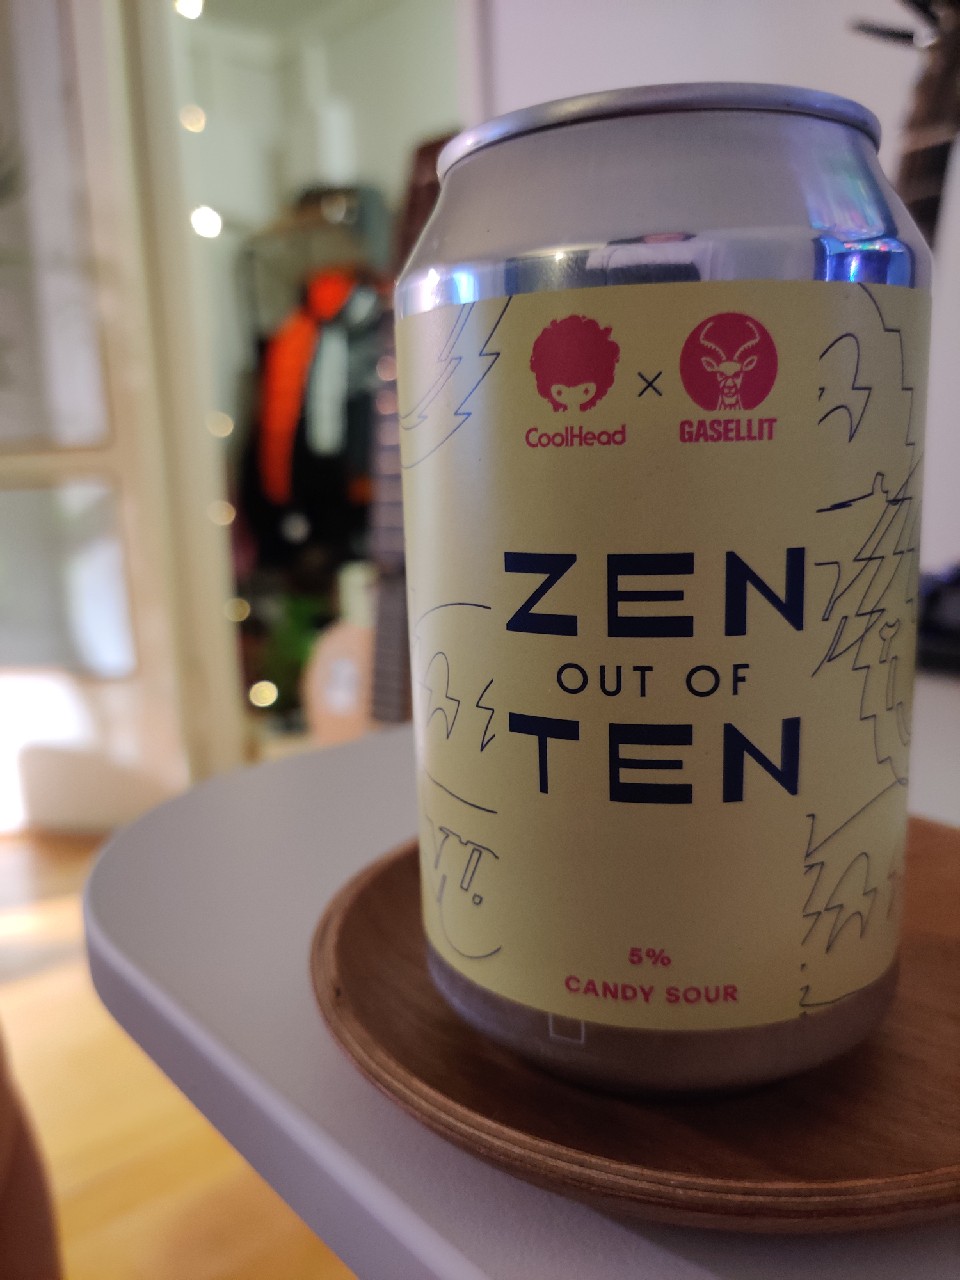 CoolHead
×
GASELLIT
ZEN
OUT OF
TEN
5%
CANDY SOUR